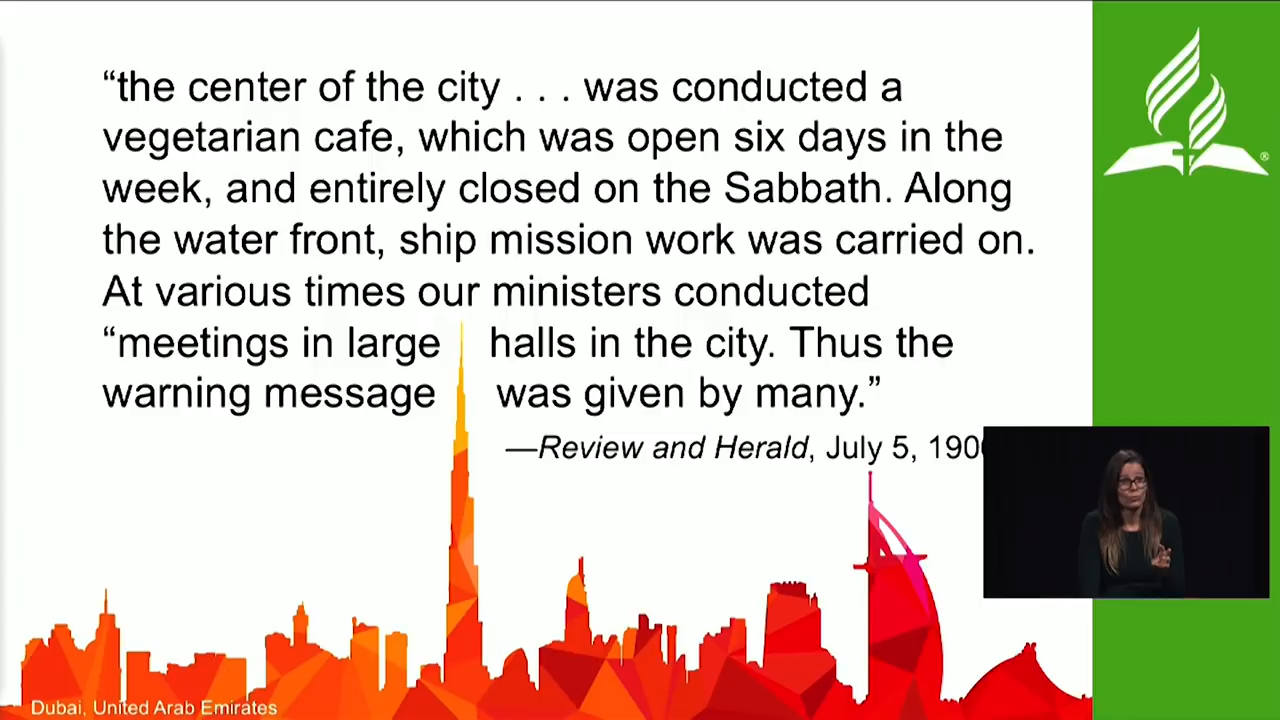 “the center of the city . . . was conducted a
vegetarian cafe, which was open six days in the
week, and entirely closed on the Sabbath. Along
the water front, ship mission work was carried on.
At various times our ministers conducted
“meetings in large halls in the city. Thus the
warning message was given by many.”
—Review and Herald, July 5,
®
Dubai, United Arab Emirates